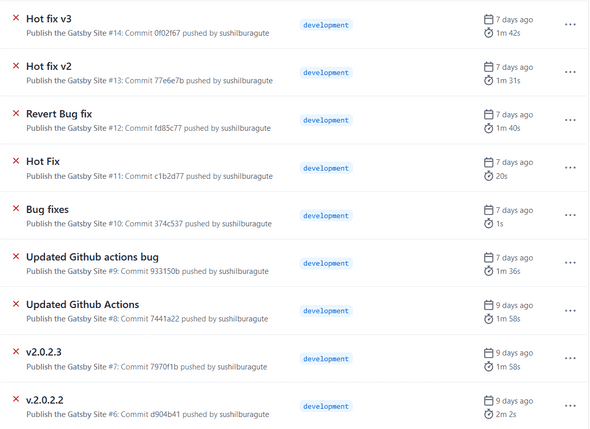 Hot fix v3
development
7 days ago
Publish the Gatsby Site #14: Commit 0f02f67 pushed by sushilburagute
1m 42s
Hot fix v2
development
7 days ago
Publish the Gatsby Site #13: Commit 77e6e7b pushed by sushilburagute
1m 31s
Revert Bug fix
development
7 days ago
Publish the Gatsby Site #12: Commit fd85c77 pushed by sushilburagute
1m 40s
Hot Fix
development
7 days ago
Publish the Gatsby Site #11: Commit c1b2d77 pushed by sushilburagute
20s
Bug fixes
development
7 days ago
Publish the Gatsby Site #10: Commit 374c537 pushed by sushilburagute
1s
Updated Github actions bug
development
7 days ago
Publish the Gatsby Site #9: Commit 933150b pushed by sushilburagute
1m 36s
Updated Github Actions
development
9 days ago
Publish the Gatsby Site #8: Commit 7441a22 pushed by sushilburagute
1m 58s
v2.0.2.3
development
9 days ago
Publish the Gatsby Site #7: Commit 7970f1b pushed by sushilburagute
1m 58s
v.2.0.2.2
development
9 days ago
Publish the Gatsby Site #6: Commit d904b41 pushed by sushilburagute
2m 2s